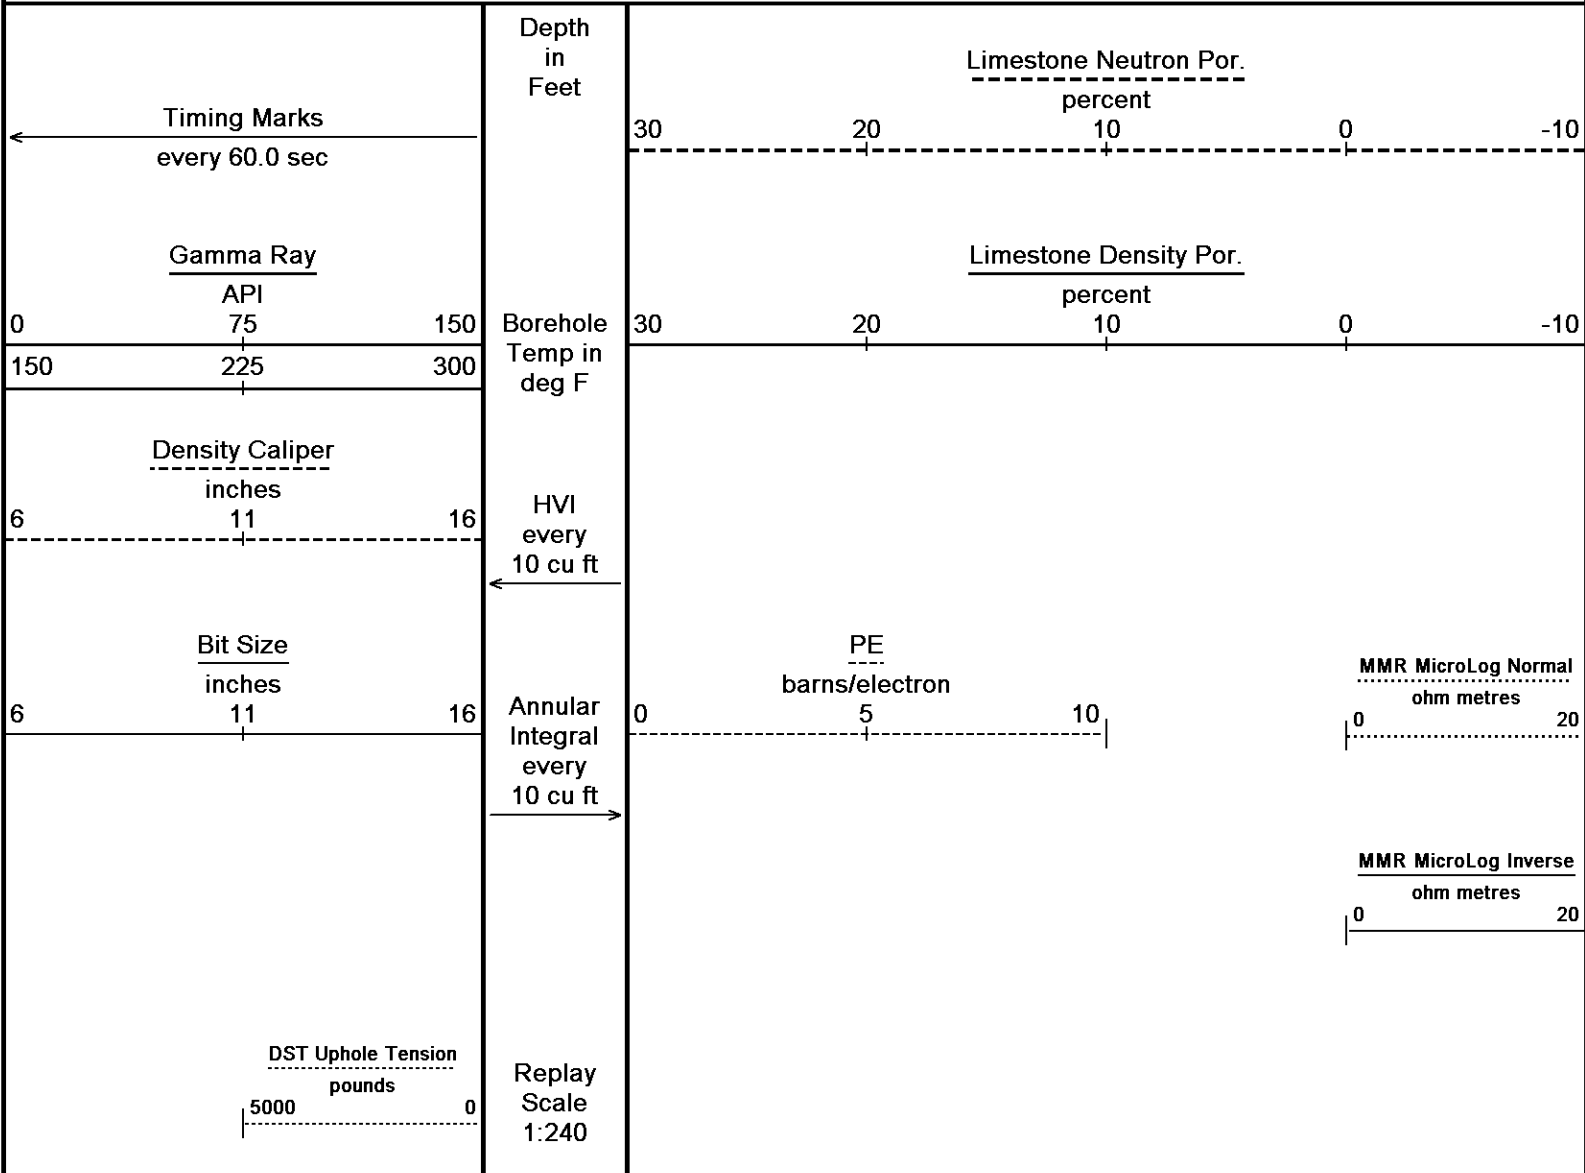 Timing Marks
every 60.0 sec
Gamma Ray
API
0 75 150
150 225 300
Density Caliper
inches
6 11 16
Bit Size
inches
6 11 16
DST Uphole Tension
pounds
5000 0
Depth
in
Feet
Borehole
Temp in
deg F
HVI
every
10 cu ft
Annular
Integral
every
10 cu ft
Replay
Scale
1:240
Limestone Neutron Por.
percent
30 20 10 0 -10
Limestone Density Por.
percent
30 20 10 0 -10
PE
barns/electron
0 5 10
MMR MicroLog Normal
ohm metres
0 20
MMR MicroLog Inverse
ohm metres
0 20